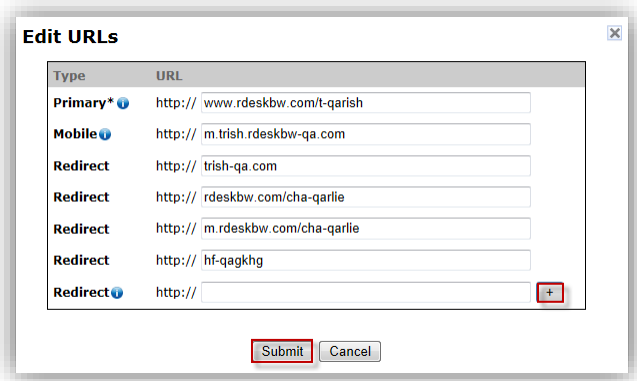 Edit URLs
Type URL
Primary* http:// www.rdeskbw.com/t-qarish
Mobile http:// m.trish.rdeskbw-qa.com
Redirect http:// trish-qa.com
Redirect http:// rdeskbw.com/cha-qarlie
Redirect http:// m.rdeskbw.com/cha-qarlie
Redirect http:// hf-qagkhg
Redirect http:// +
Submit Cancel